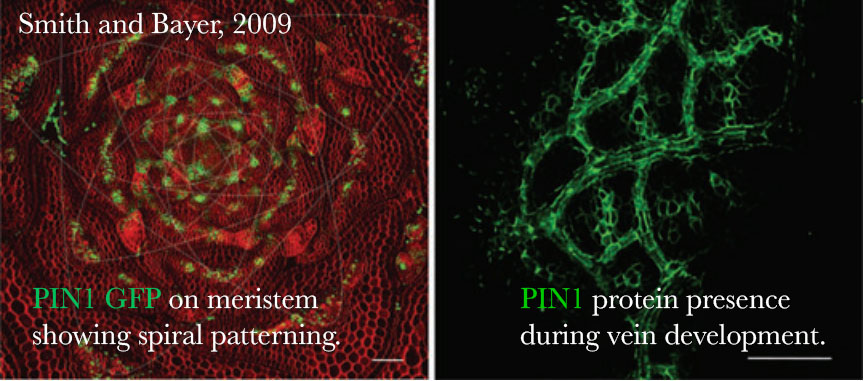 Smith and Bayer, 2009
PIN1 GFP on meristem
showing spiral patterning.
PIN1 protein presence
during vein development.